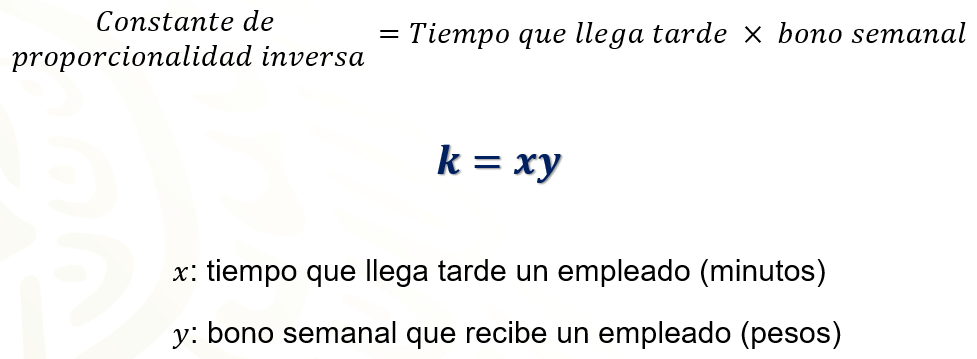 Constante de
proporcionalidad inversa = Tiempo que llega tarde × bono semanal
k = xy
x: tiempo que llega tarde un empleado (minutos)
y: bono semanal que recibe un empleado (pesos)